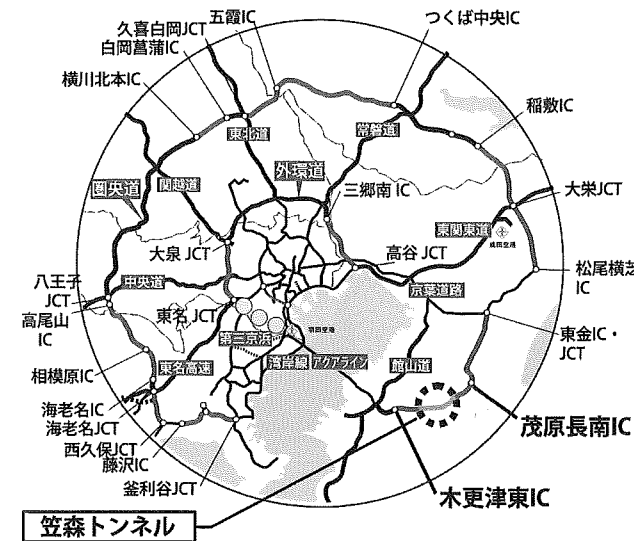 五霞IC
久喜白岡JCT
白岡菖蒲IC
つくば中央IC
横川北本IC
稲敷IC
東北道
常磐道
外環道
圏央道
関越道
三郷南 IC
大栄JCT
東関東道
成田空港
大泉 JCT
高谷 JCT
八王子
JCT
中央道
松尾横芝
IC
高尾山
IC
京葉道路
東名 JCT
羽田空港
東金IC・
JCT
第三京浜
湾岸線
アクアライン
館山道
相模原IC
東名高速
海老名IC
海老名JCT
茂原長南IC
西久保JCT
藤沢IC
釜利谷JCT
木更津東IC
笠森トンネル